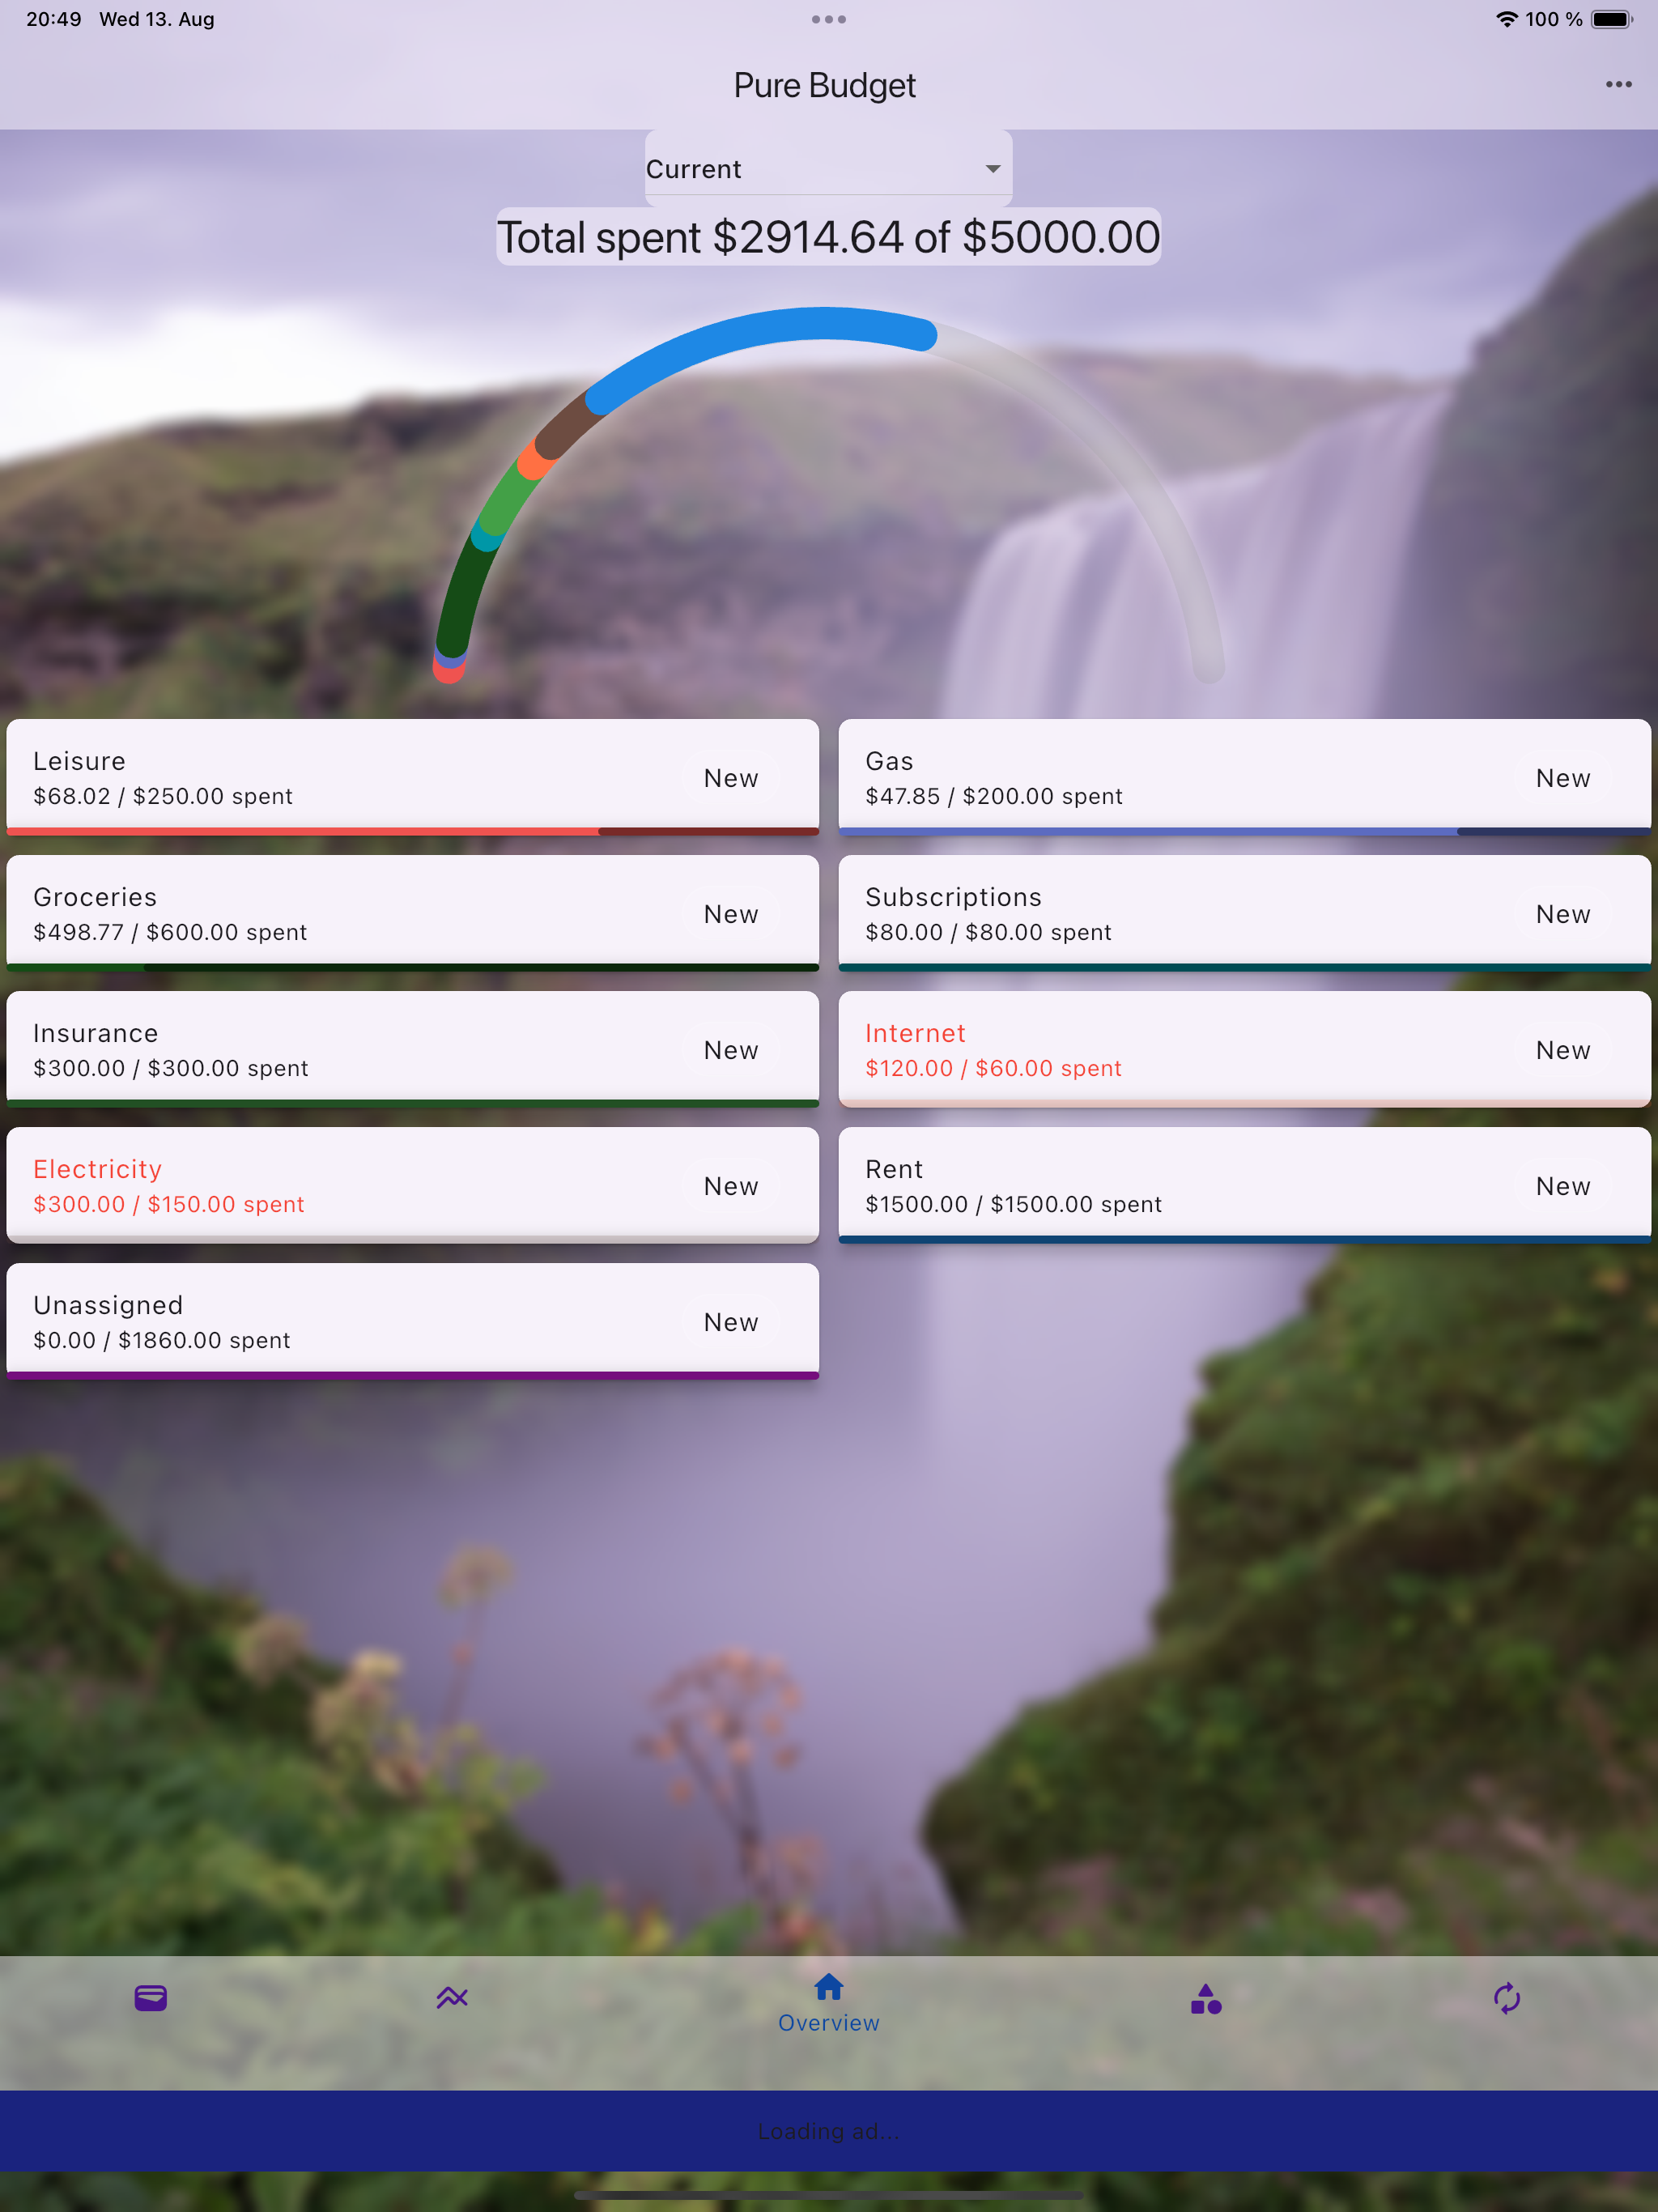 20:49 Wed 13. Aug
100 %
Pure Budget
Current
Total spent $2914.64 of $5000.00
Leisure
$68.02 / $250.00 spent
New
Gas
$47.85 / $200.00 spent
New
Groceries
$498.77 / $600.00 spent
New
Subscriptions
$80.00 / $80.00 spent
New
Insurance
$300.00 / $300.00 spent
New
Internet
$120.00 / $60.00 spent
New
Electricity
$300.00 / $150.00 spent
New
Rent
$1500.00 / $1500.00 spent
New
Unassigned
$0.00 / $1860.00 spent
New
Overview
Loading ad...